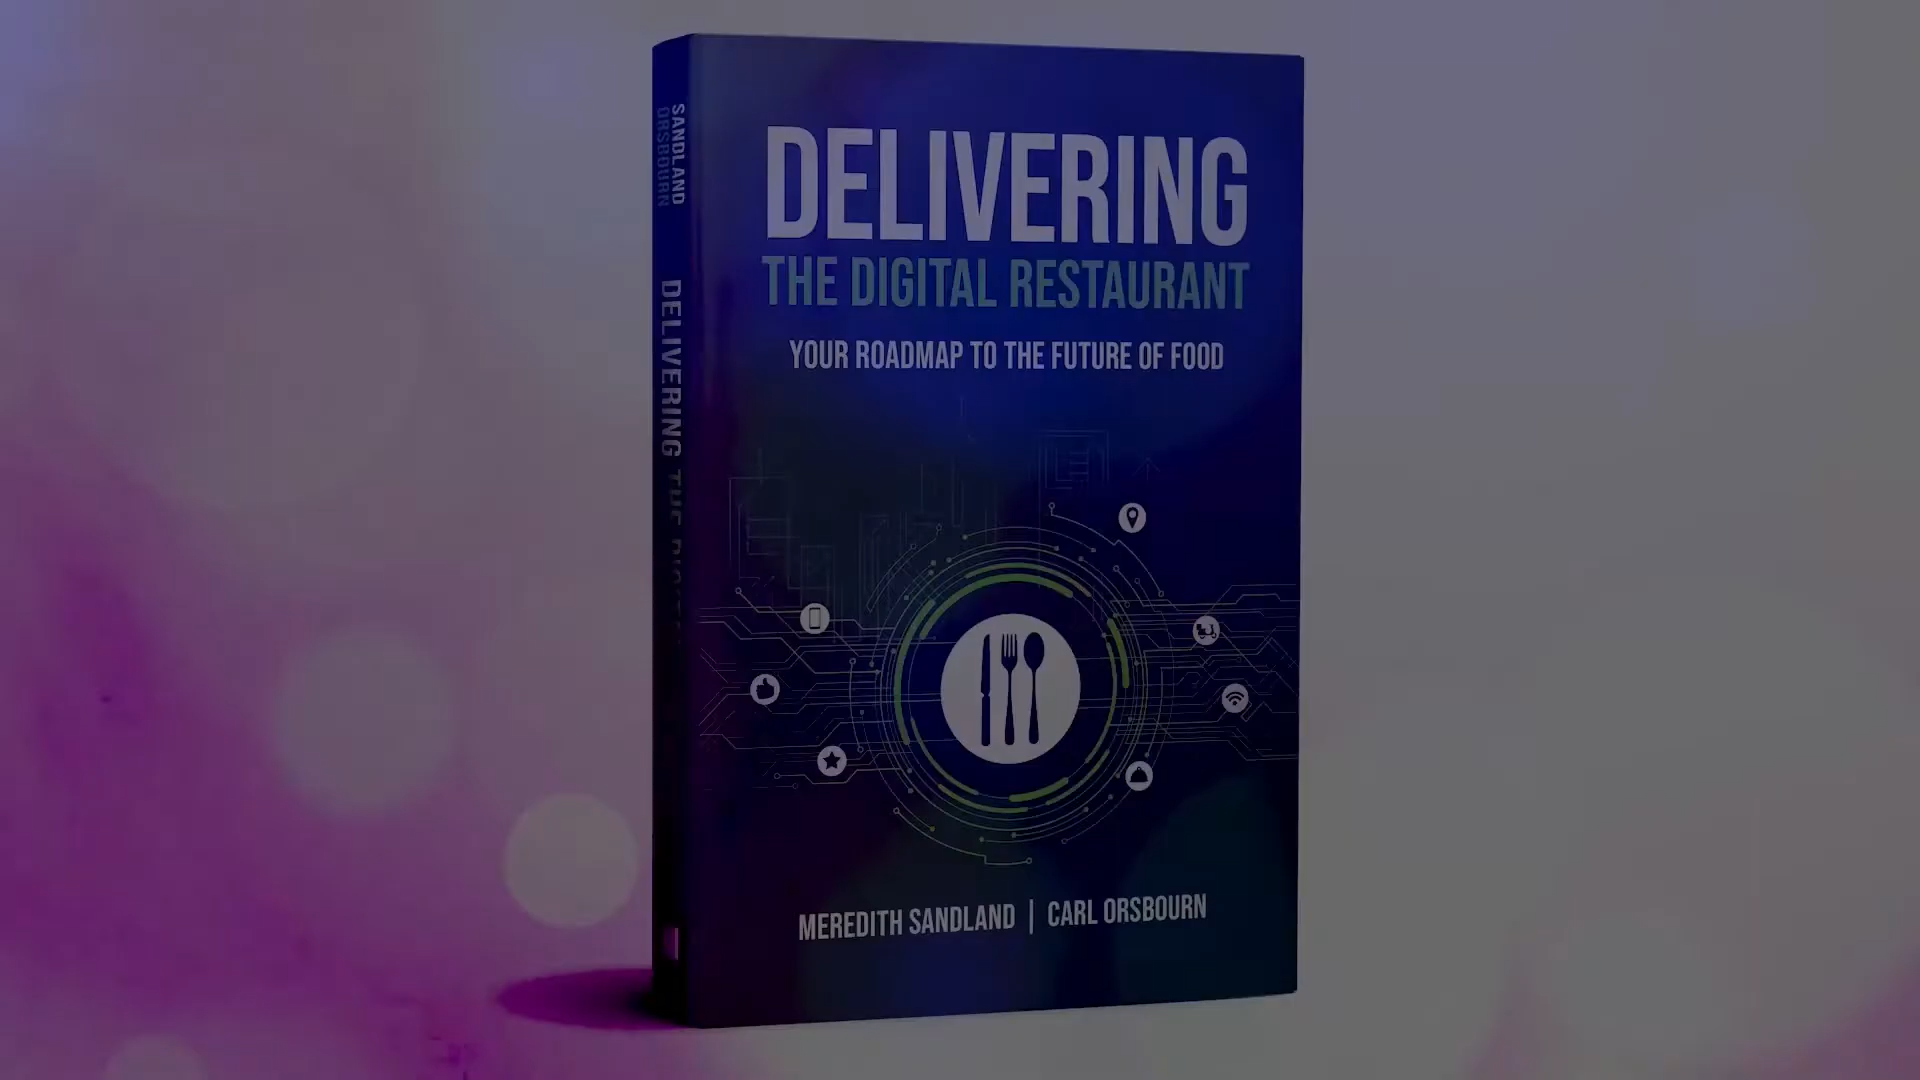 SANDLAND
ORSBOURN
DELIVERING THE DIGITAL
DELIVERING
THE DIGITAL RESTAURANT
YOUR ROADMAP TO THE FUTURE OF FOOD
MEREDITH SANDLAND | CARL ORSBOURN